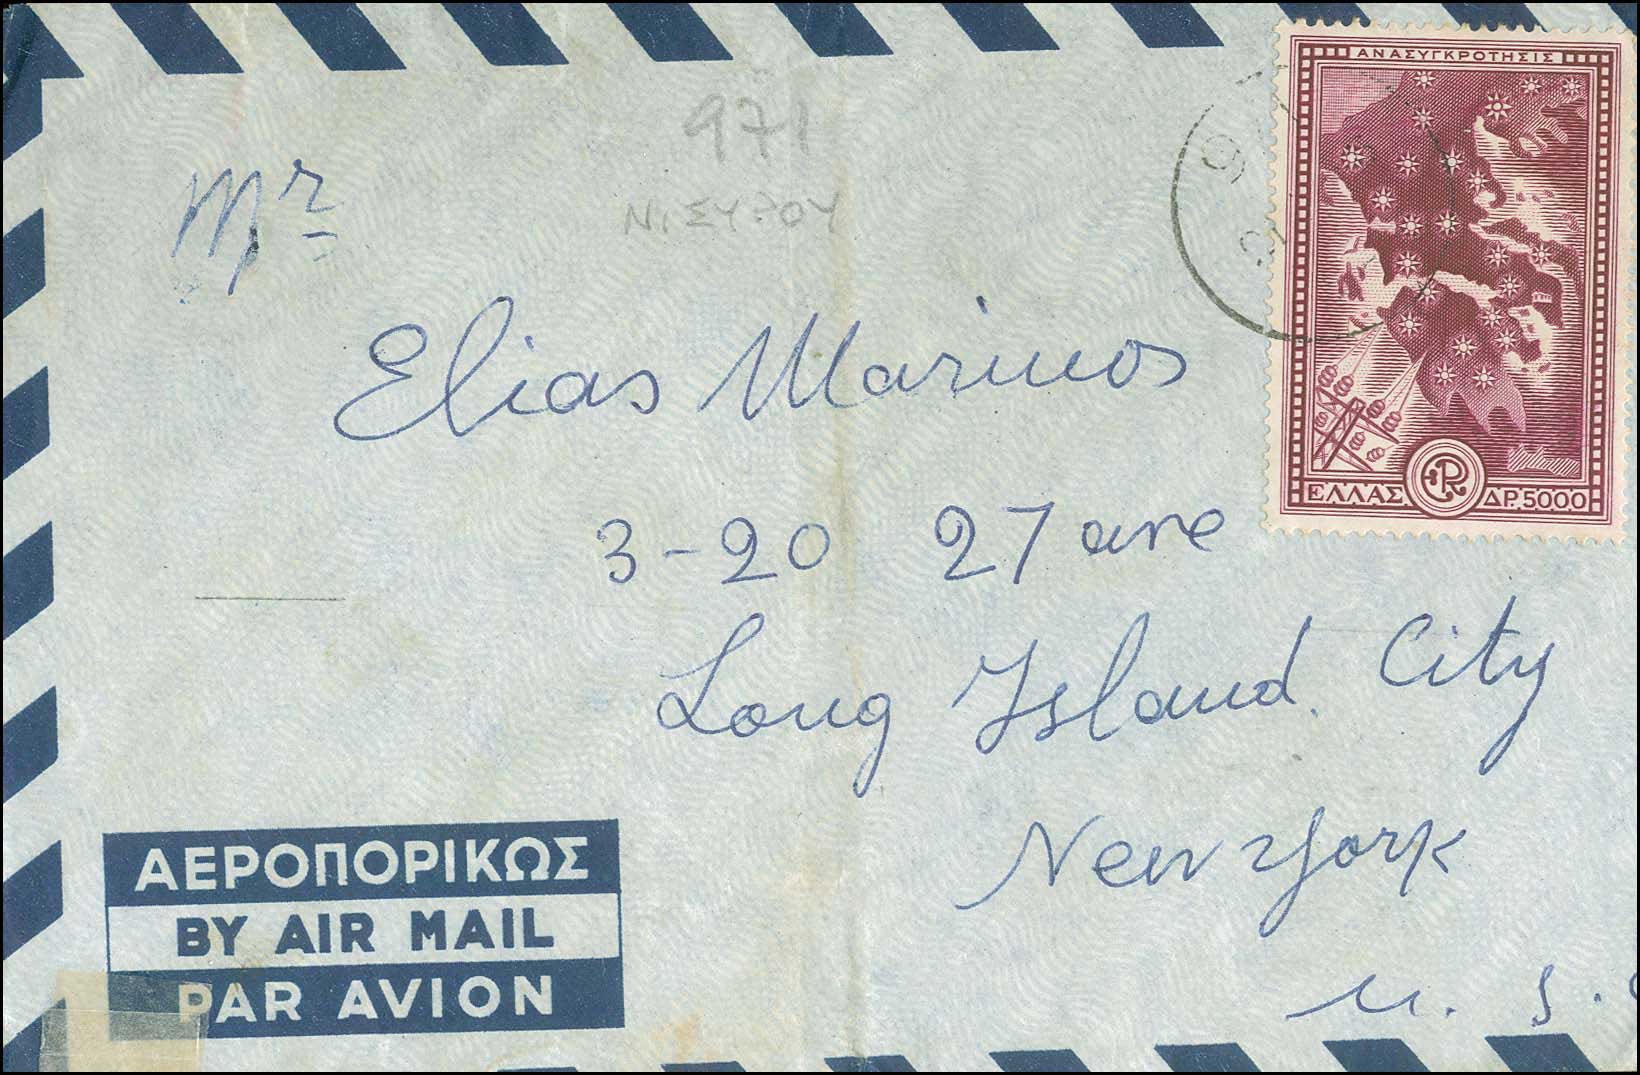 971
ΝΙΣΥΡΟΥ
Mr
Elias Marinos
3-20 27 ave
Long Island City
New York
U. S.
ΑΝΑΣΥΓΚΡΟΤΗΣΙΣ
ΕΛΛΑΣ ΔΡ. 5000
ΑΕΡΟΠΟΡΙΚΩΣ
BY AIR MAIL
PAR AVION